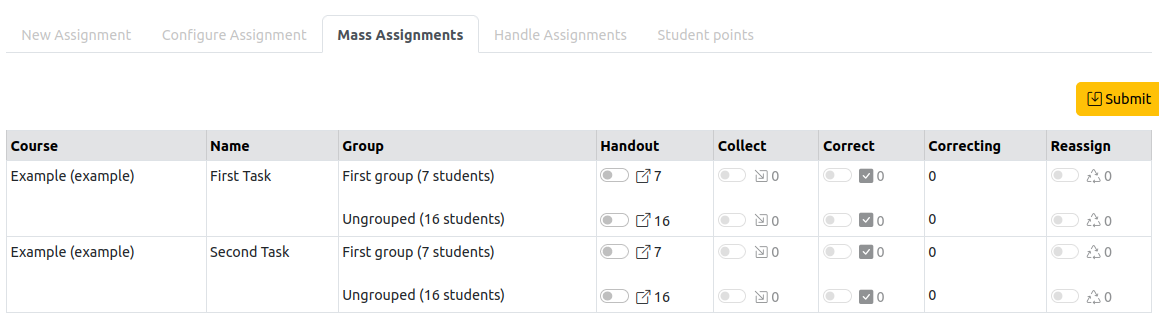 New Assignment Configure Assignment Mass Assignments Handle Assignments Student points
Submit
Course Name Group Handout Collect Correct Correcting Reassign
Example (example) First Task First group (7 students) 7 0 0 0 0
Ungrouped (16 students) 16 0 0 0 0
Example (example) Second Task First group (7 students) 7 0 0 0 0
Ungrouped (16 students) 16 0 0 0 0